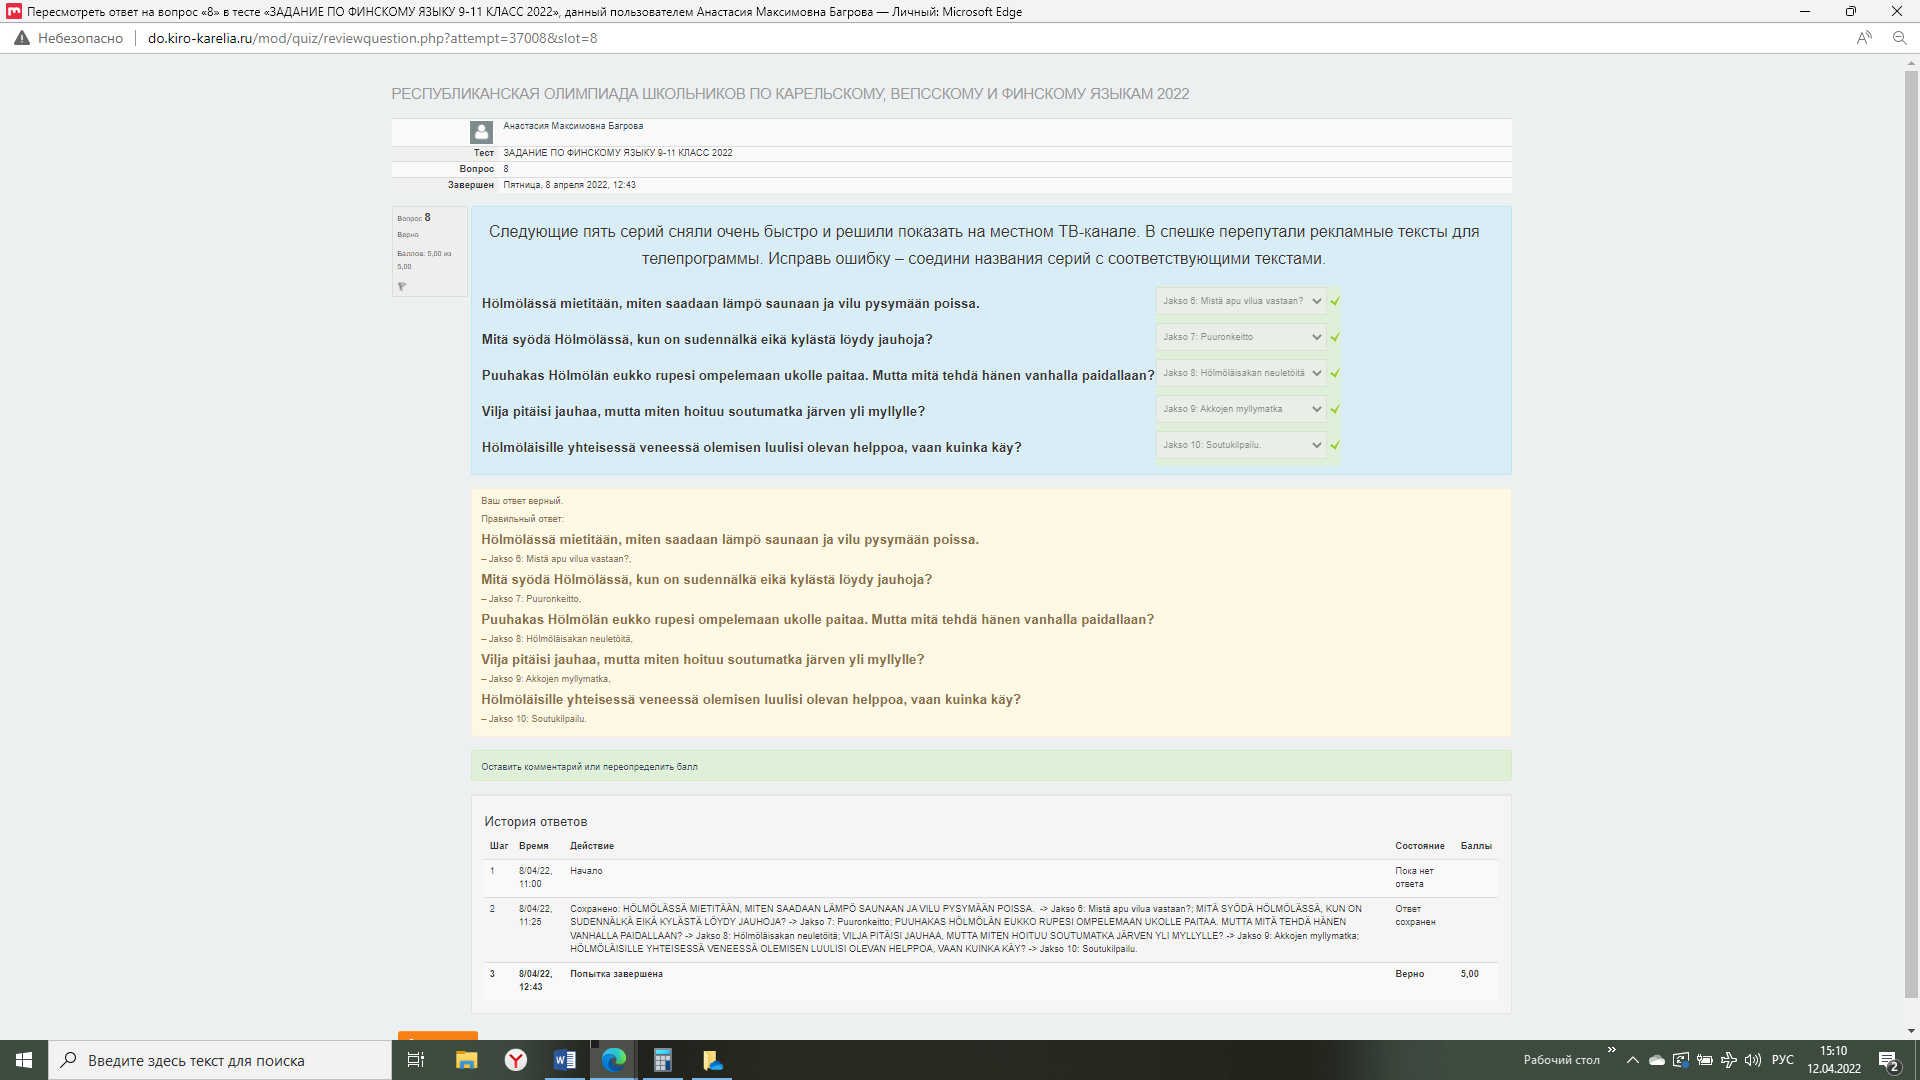 Пересмотреть ответ на вопрос «8» в тесте «ЗАДАНИЕ ПО ФИНСКОМУ ЯЗЫКУ 9-11 КЛАСС 2022», данный пользователем Анастасия Максимовна Багрова — Личный: Microsoft Edge
Небезопасно do.kiro-karelia.ru/mod/quiz/reviewquestion.php?attempt=37008&slot=8
РЕСПУБЛИКАНСКАЯ ОЛИМПИАДА ШКОЛЬНИКОВ ПО КАРЕЛЬСКОМУ, ВЕПССКОМУ И ФИНСКОМУ ЯЗЫКАМ 2022
Анастасия Максимовна Багрова
Тест ЗАДАНИЕ ПО ФИНСКОМУ ЯЗЫКУ 9-11 КЛАСС 2022
Вопрос 8
Завершен Пятница, 8 апреля 2022, 12:43
Вопрос 8
Верно
Баллов: 5,00 из
5,00
Следующие пять серий сняли очень быстро и решили показать на местном ТВ-канале. В спешке перепутали рекламные тексты для
телепрограммы. Исправь ошибку – соедини названия серий с соответствующими текстами.
Hölmölässä mietitään, miten saadaan lämpö saunaan ja vilu pysymään poissa. Jakso 6: Mistä apu vilua vastaan?
Mitä syödä Hölmölässä, kun on sudennälkä eikä kylästä löydy jauhoja? Jakso 7: Puuronkeitto
Puuhakas Hölmölän eukko rupesi ompelemaan ukolle paitaa. Mutta mitä tehdä hänen vanhalla paidallaan? Jakso 8: Hölmöläisakan neuletöitä
Vilja pitäisi jauhaa, mutta miten hoituu soutumatka järven yli myllylle? Jakso 9: Akkojen myllymatka
Hölmöläisille yhteisessä veneessä olemisen luulisi olevan helppoa, vaan kuinka käy? Jakso 10: Soutukilpailu.
Ваш ответ верный.
Правильный ответ:
Hölmölässä mietitään, miten saadaan lämpö saunaan ja vilu pysymään poissa.
– Jakso 6: Mistä apu vilua vastaan?,
Mitä syödä Hölmölässä, kun on sudennälkä eikä kylästä löydy jauhoja?
– Jakso 7: Puuronkeitto,
Puuhakas Hölmölän eukko rupesi ompelemaan ukolle paitaa. Mutta mitä tehdä hänen vanhalla paidallaan?
– Jakso 8: Hölmöläisakan neuletöitä,
Vilja pitäisi jauhaa, mutta miten hoituu soutumatka järven yli myllylle?
– Jakso 9: Akkojen myllymatka,
Hölmöläisille yhteisessä veneessä olemisen luulisi olevan helppoa, vaan kuinka käy?
– Jakso 10: Soutukilpailu.
Оставить комментарий или переопределить балл
История ответов
Шаг Время Действие Состояние Баллы
1 8/04/22, Начало Пока нет
11:00 ответа
2 8/04/22, Сохранено: HÖLMÖLÄSSÄ MIETITÄÄN, MITEN SAADAAN LÄMPÖ SAUNAAN JA VILU PYSYMÄÄN POISSA. -> Jakso 6: Mistä apu vilua vastaan?; MITÄ SYÖDÄ HÖLMÖLÄSSÄ, KUN ON Ответ
11:25 SUDENNÄLKÄ EIKÄ KYLÄSTÄ LÖYDY JAUHOJA? -> Jakso 7: Puuronkeitto; PUUHAKAS HÖLMÖLÄN EUKKO RUPESI OMPELEMAAN UKOLLE PAITAA. MUTTA MITÄ TEHDÄ HÄNEN сохранен
VANHALLA PAIDALLAAN? -> Jakso 8: Hölmöläisakan neuletöitä; VILJA PITÄISI JAUHAA, MUTTA MITEN HOITUU SOUTUMATKA JÄRVEN YLI MYLLYLLE? -> Jakso 9: Akkojen myllymatka;
HÖLMÖLÄISILLE YHTEISESSÄ VENEESSÄ OLEMISEN LUULISI OLEVAN HELPPOA, VAAN KUINKA KÄY? -> Jakso 10: Soutukilpailu.
3 8/04/22, Попытка завершена Верно 5,00
12:43
Введите здесь текст для поиска
Рабочий стол РУС 15:10
12.04.2022 2